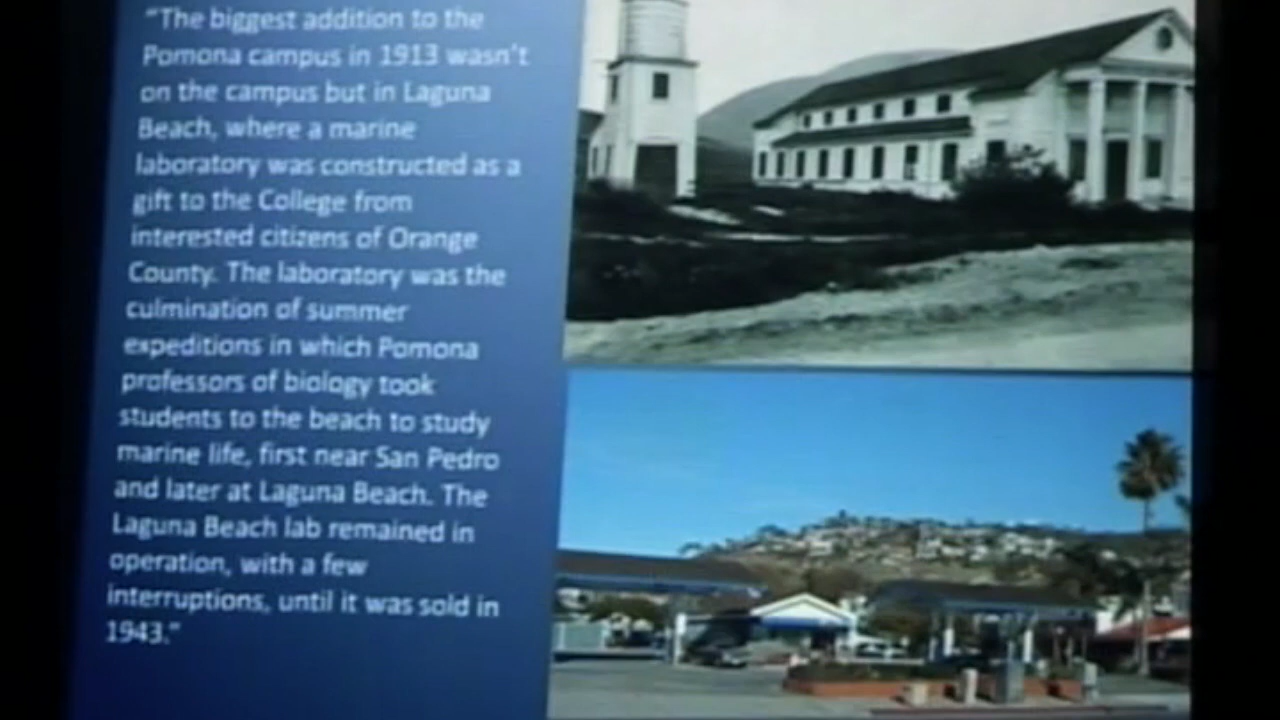 “The biggest addition to the
Pomona campus in 1913 wasn’t
on the campus but in Laguna
Beach, where a marine
laboratory was constructed as a
gift to the College from
interested citizens of Orange
County. The laboratory was the
culmination of summer
expeditions in which Pomona
professors of biology took
students to the beach to study
marine life, first near San Pedro
and later at Laguna Beach. The
Laguna Beach lab remained in
operation, with a few
interruptions, until it was sold in
1943.”